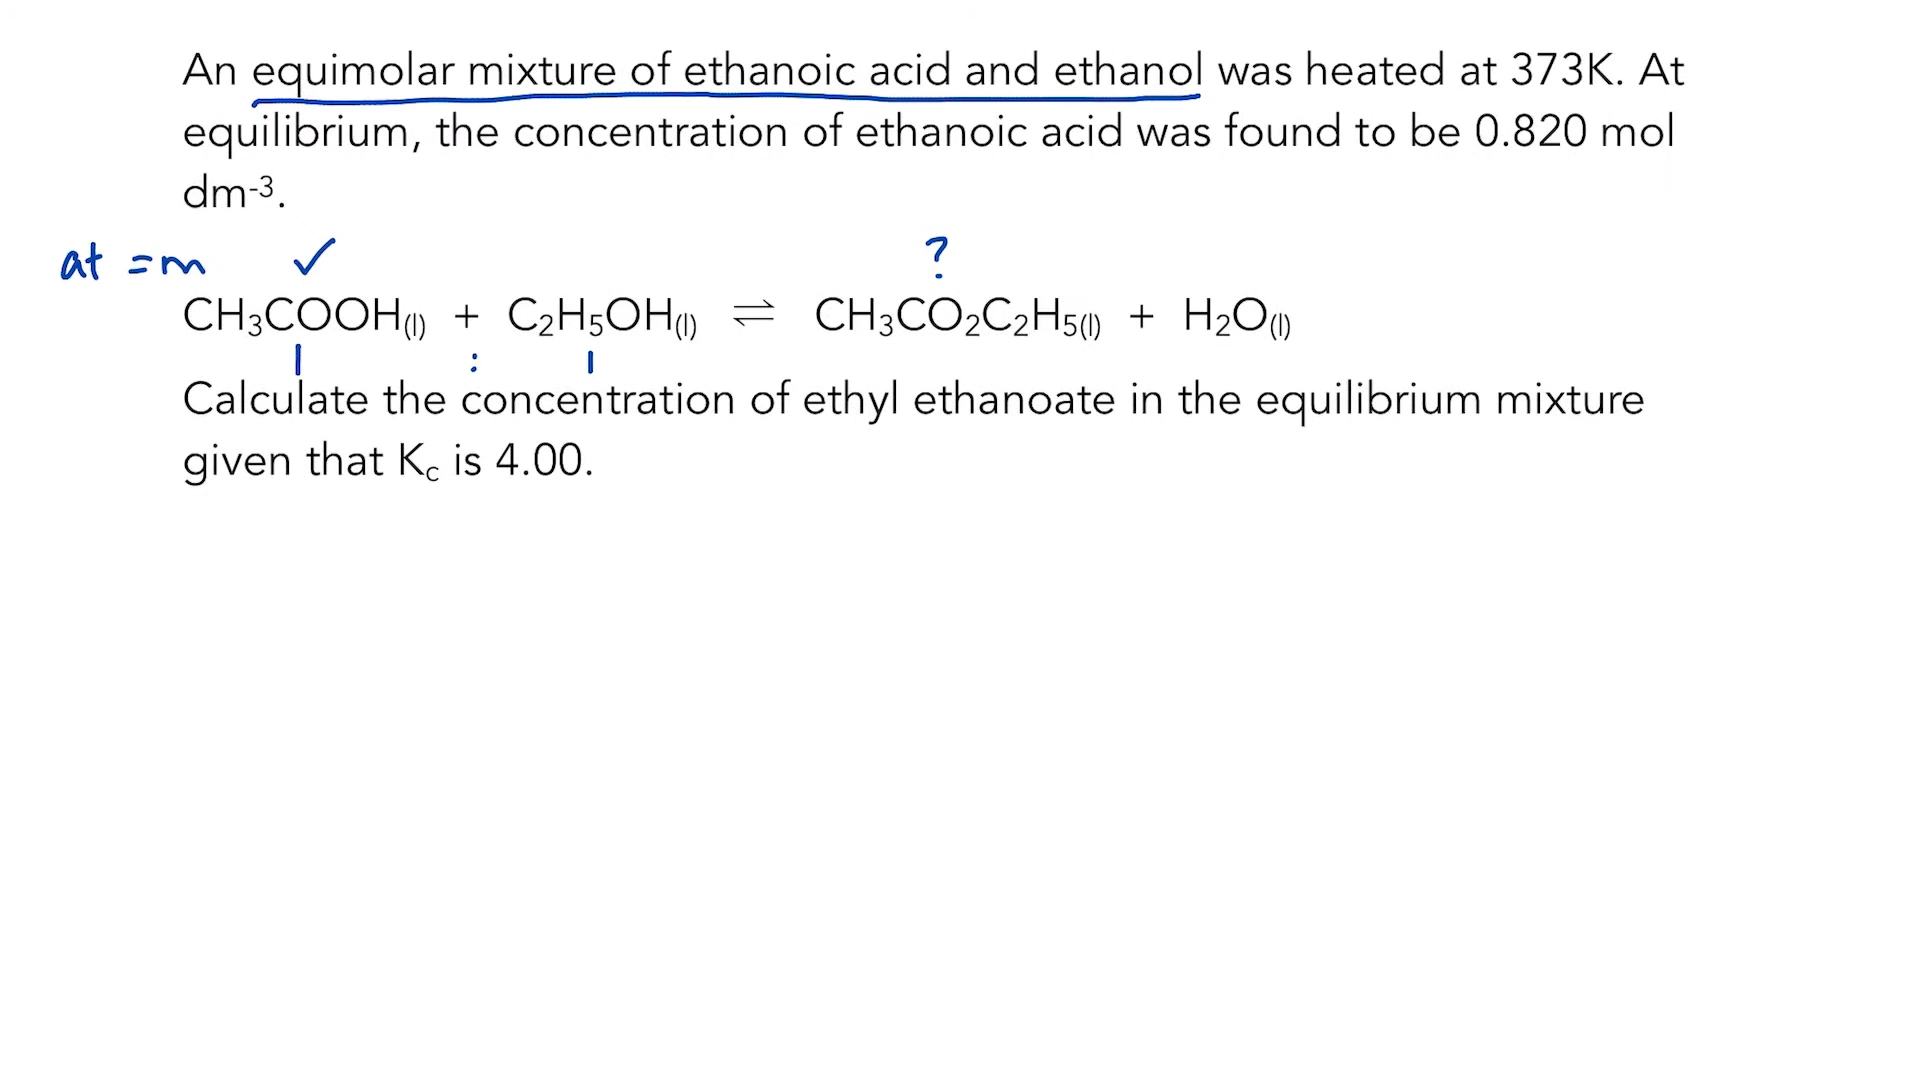 An equimolar mixture of ethanoic acid and ethanol was heated at 373K. At
equilibrium, the concentration of ethanoic acid was found to be 0.820 mol
dm-3.
at =m ✓ ?
CH3COOH(l) + C2H5OH(l) ⇌ CH3CO2C2H5(l) + H2O(l)
1 : 1
Calculate the concentration of ethyl ethanoate in the equilibrium mixture
given that Kc is 4.00.